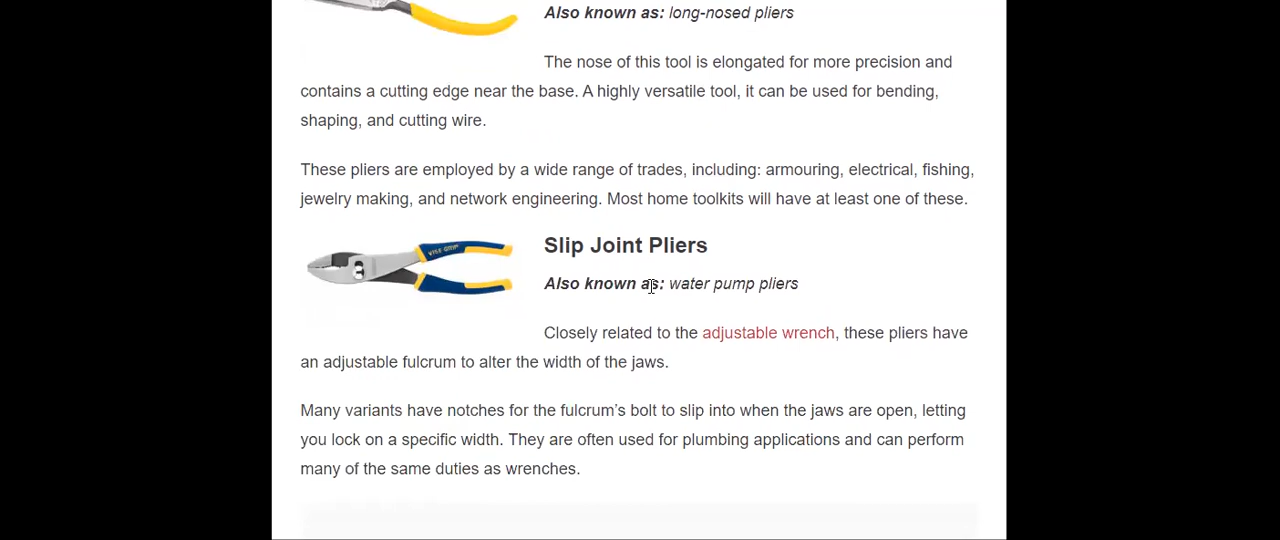 Also known as: long-nosed pliers
The nose of this tool is elongated for more precision and
contains a cutting edge near the base. A highly versatile tool, it can be used for bending,
shaping, and cutting wire.
These pliers are employed by a wide range of trades, including: armouring, electrical, fishing,
jewelry making, and network engineering. Most home toolkits will have at least one of these.
VISE GRIP
Slip Joint Pliers
Also known as: water pump pliers
Closely related to the adjustable wrench, these pliers have
an adjustable fulcrum to alter the width of the jaws.
Many variants have notches for the fulcrum’s bolt to slip into when the jaws are open, letting
you lock on a specific width. They are often used for plumbing applications and can perform
many of the same duties as wrenches.